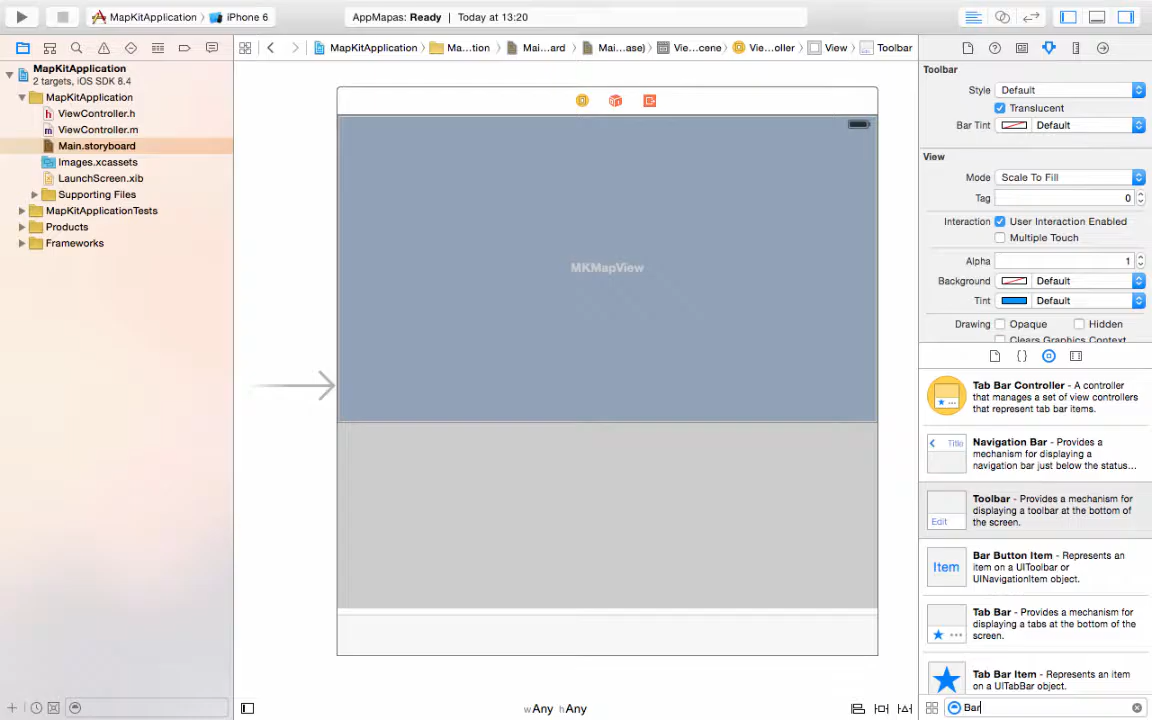 MapKitApplication › iPhone 6
AppMapas: Ready | Today at 13:20
MapKitApplication › Ma...tion › Mai...ard › Mai...ase) › Vie...cene › Vie...oller › View › Toolbar
MapKitApplication
2 targets, iOS SDK 8.4
MapKitApplication
ViewController.h
ViewController.m
Main.storyboard
Images.xcassets
LaunchScreen.xib
Supporting Files
MapKitApplicationTests
Products
Frameworks
MKMapView
wAny hAny
Toolbar
Style Default
Translucent
Bar Tint Default
View
Mode Scale To Fill
Tag 0
Interaction User Interaction Enabled
Multiple Touch
Alpha 1
Background Default
Tint Default
Drawing Opaque Hidden
Clears Graphics Context
Tab Bar Controller - A controller
that manages a set of view controllers
that represent tab bar items.
Title
Navigation Bar - Provides a
mechanism for displaying a
navigation bar just below the status...
Edit
Toolbar - Provides a mechanism for
displaying a toolbar at the bottom of
the screen.
Item
Bar Button Item - Represents an
item on a UIToolbar or
UINavigationItem object.
Tab Bar - Provides a mechanism for
displaying a tabs at the bottom of the
screen.
Tab Bar Item - Represents an item
on a UITabBar object.
Bar